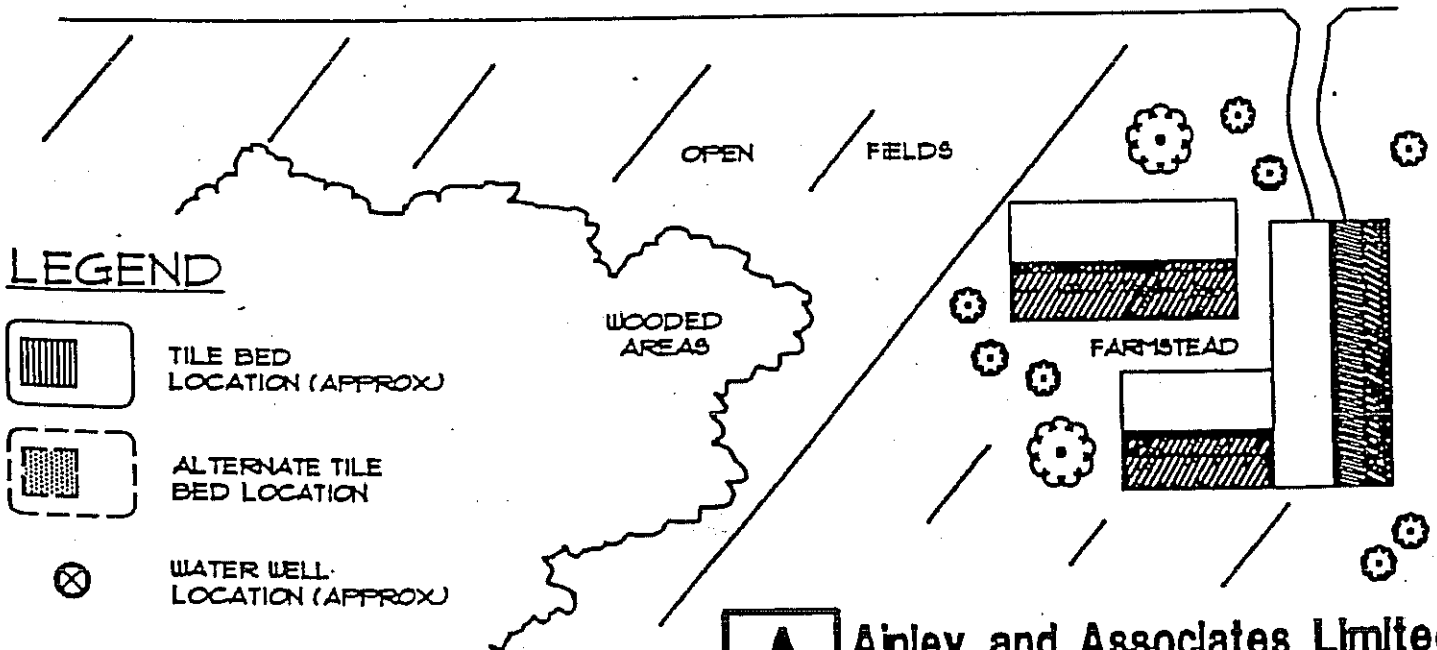 OPEN FIELDS
LEGEND
WOODED
AREAS
FARMSTEAD
TILE BED
LOCATION (APPROX)
ALTERNATE TILE
BED LOCATION
WATER WELL
LOCATION (APPROX)
A Ainley and Associates Limited